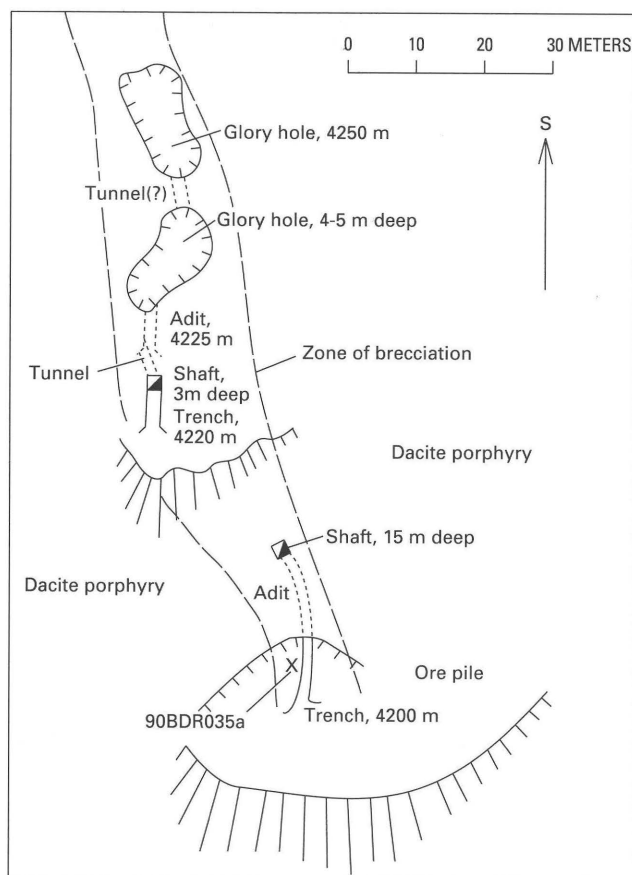 0 10 20 30 METERS
S
Glory hole, 4250 m
Tunnel(?)
Glory hole, 4-5 m deep
Adit,
4225 m
Zone of brecciation
Tunnel
Shaft,
3m deep
Trench,
4220 m
Dacite porphyry
Shaft, 15 m deep
Dacite porphyry
Adit
Ore pile
X
90BDR035a
Trench, 4200 m